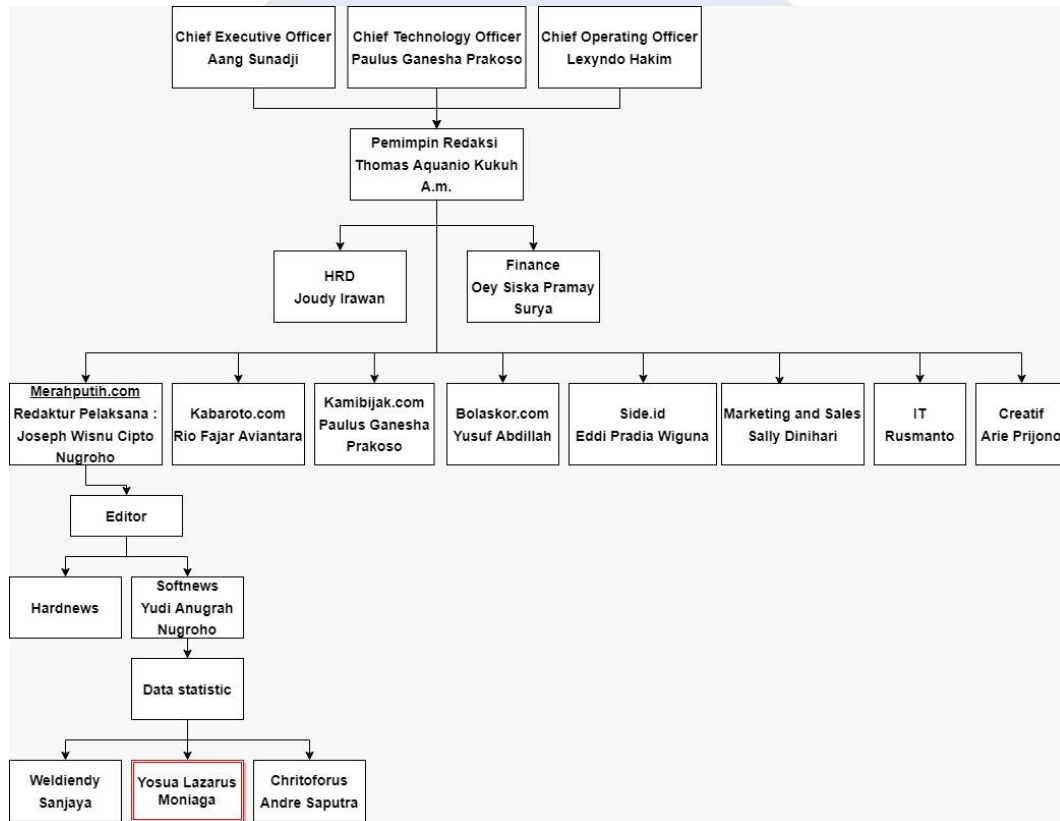 Chief Executive Officer
Aang Sunadji
Chief Technology Officer
Paulus Ganesha Prakoso
Chief Operating Officer
Lexyndo Hakim
Pemimpin Redaksi
Thomas Aquanio Kukuh
A.m.
HRD
Joudy Irawan
Finance
Oey Siska Pramay
Surya
Merahputih.com
Redaktur Pelaksana :
Joseph Wisnu Cipto
Nugroho
Kabaroto.com
Rio Fajar Aviantara
Kamibijak.com
Paulus Ganesha
Prakoso
Bolaskor.com
Yusuf Abdillah
Side.id
Eddi Pradia Wiguna
Marketing and Sales
Sally Dinihari
IT
Rusmanto
Creatif
Arie Prijono
Editor
Hardnews
Softnews
Yudi Anugrah
Nugroho
Data statistic
Weldiendy
Sanjaya
Yosua Lazarus
Moniaga
Chritoforus
Andre Saputra